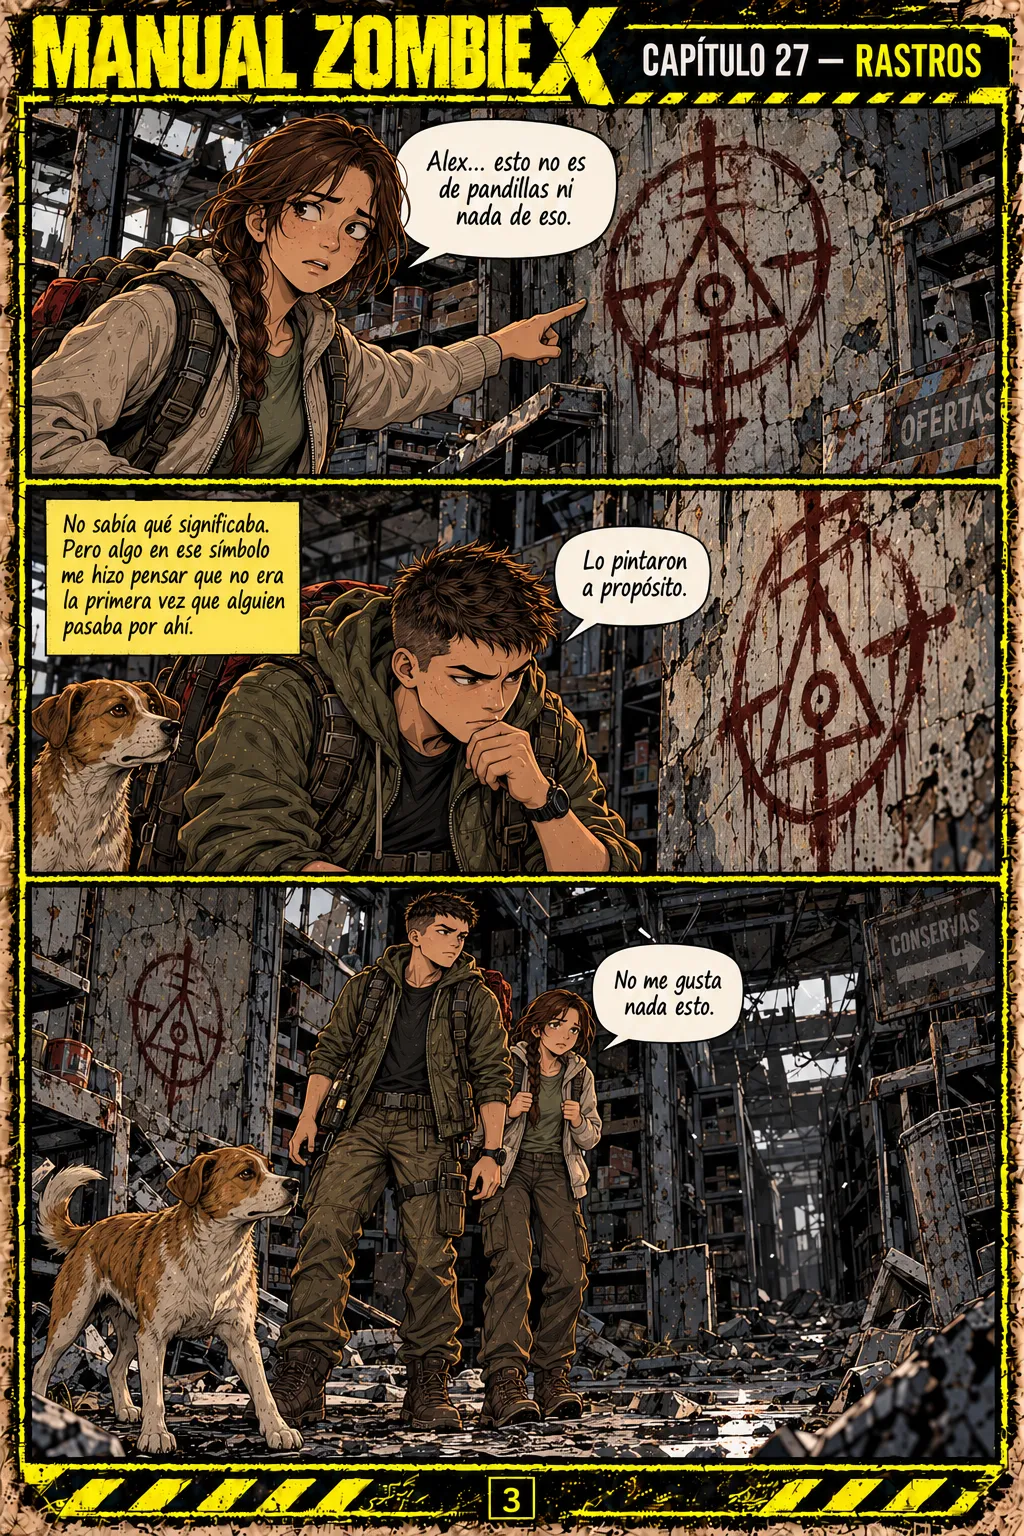 MANUAL ZOMBIE X
CAPÍTULO 27 — RASTROS
Alex... esto no es
de pandillas ni
nada de eso.
OFERTAS
No sabía qué significaba.
Pero algo en ese símbolo
me hizo pensar que no era
la primera vez que alguien
pasaba por ahí.
Lo pintaron
a propósito.
No me gusta
nada esto.
CONSERVAS
3